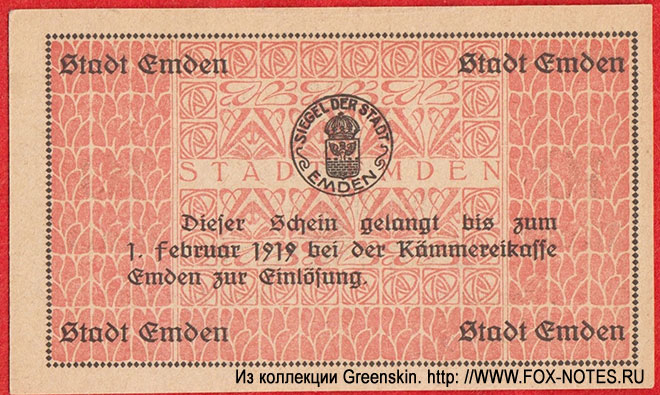 Stadt Emden
Stadt Emden
SIEGEL DER STADT
EMDEN
STADT EMDEN
Dieser Schein gelangt bis zum
1. Februar 1919 bei der Kämmereikasse
Emden zur Einlösung.
Stadt Emden
Stadt Emden
Из коллекции Greenskin. http: //WWW.FOX-NOTES.RU